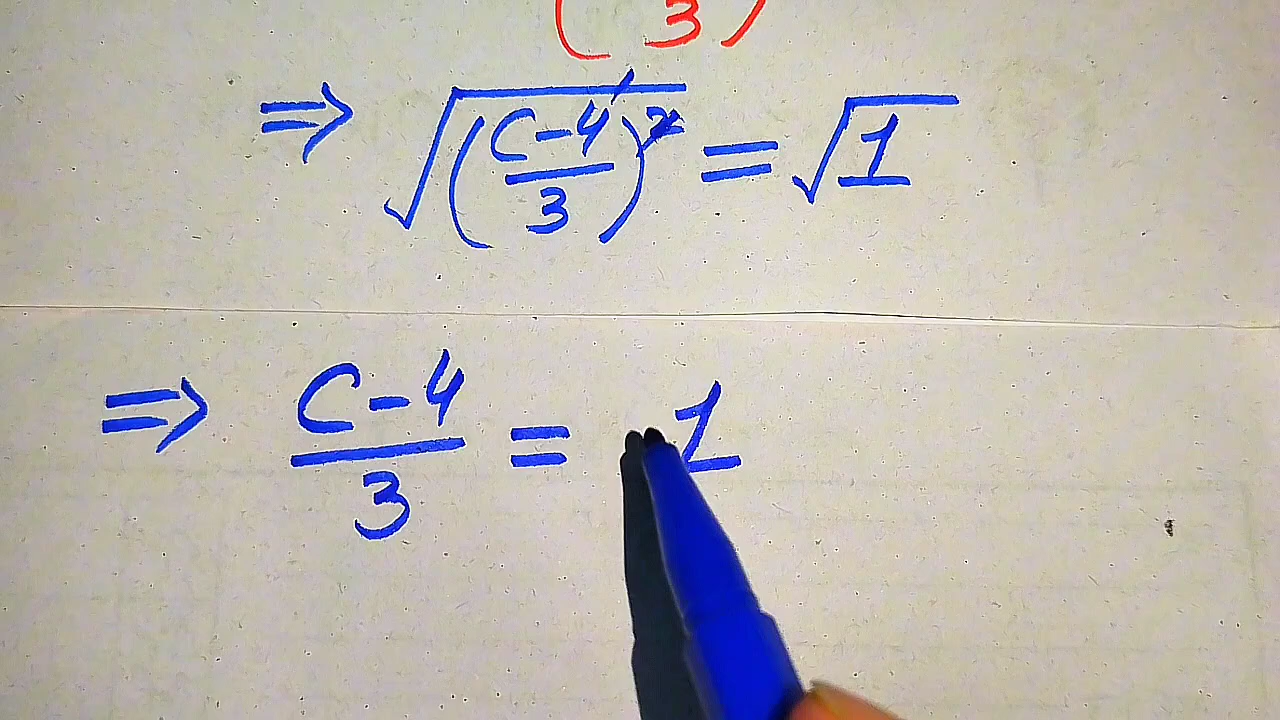 ( 3 )
⇒ √((C-4)/3)² = √1
⇒ (C-4)/3 = 1